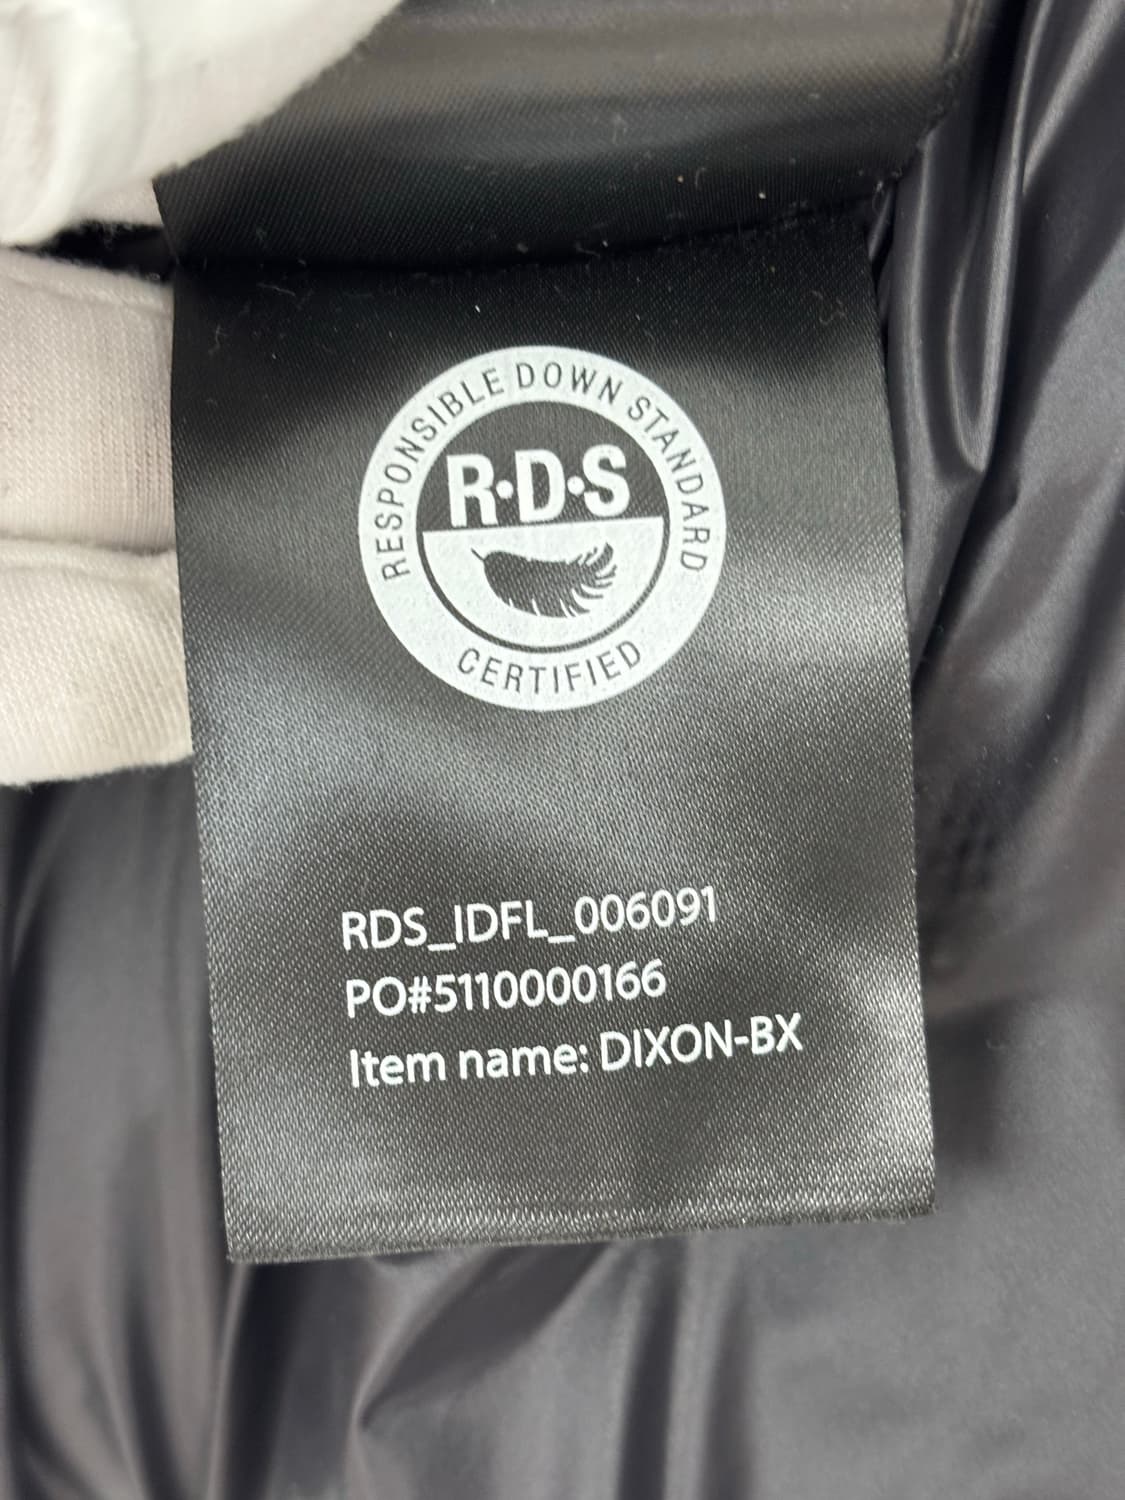 RESPONSIBLE DOWN STANDARD
R·D·S
CERTIFIED
RDS_IDFL_006091
PO#5110000166
Item name: DIXON-BX